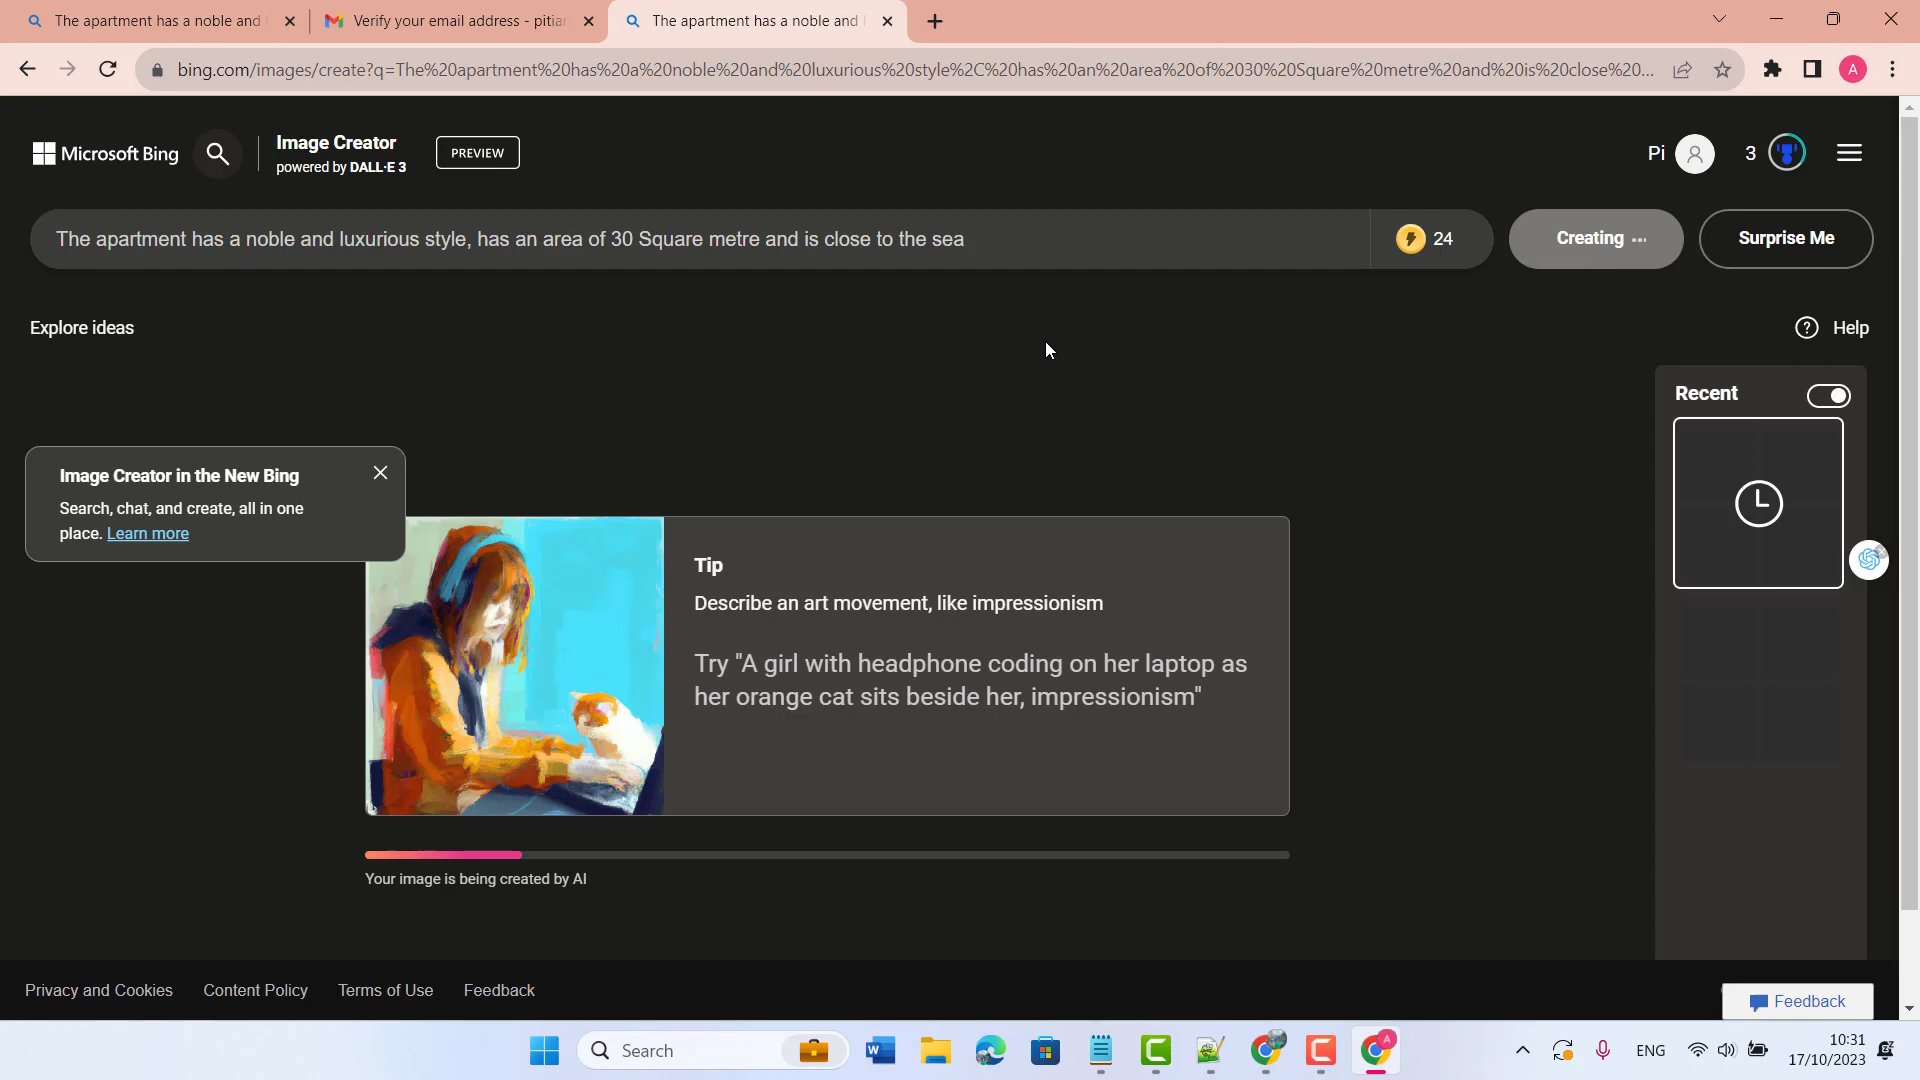 The apartment has a noble and
Verify your email address - pitia
The apartment has a noble and
bing.com/images/create?q=The%20apartment%20has%20a%20noble%20and%20luxurious%20style%2C%20has%20an%20area%20of%2030%20Square%20metre%20and%20is%20close%20...
A
Microsoft Bing
Image Creator
powered by DALL·E 3
PREVIEW
Pi
3
The apartment has a noble and luxurious style, has an area of 30 Square metre and is close to the sea
24
Creating ...
Surprise Me
Explore ideas
Help
Recent
Image Creator in the New Bing
Search, chat, and create, all in one
place. Learn more
Tip
Describe an art movement, like impressionism
Try "A girl with headphone coding on her laptop as
her orange cat sits beside her, impressionism"
Your image is being created by AI
Privacy and Cookies
Content Policy
Terms of Use
Feedback
Feedback
Search
ENG
10:31
17/10/2023